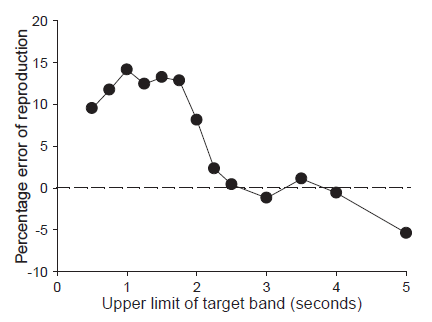 Percentage error of reproduction
20
15
10
5
0
-5
-10
0 1 2 3 4 5
Upper limit of target band (seconds)